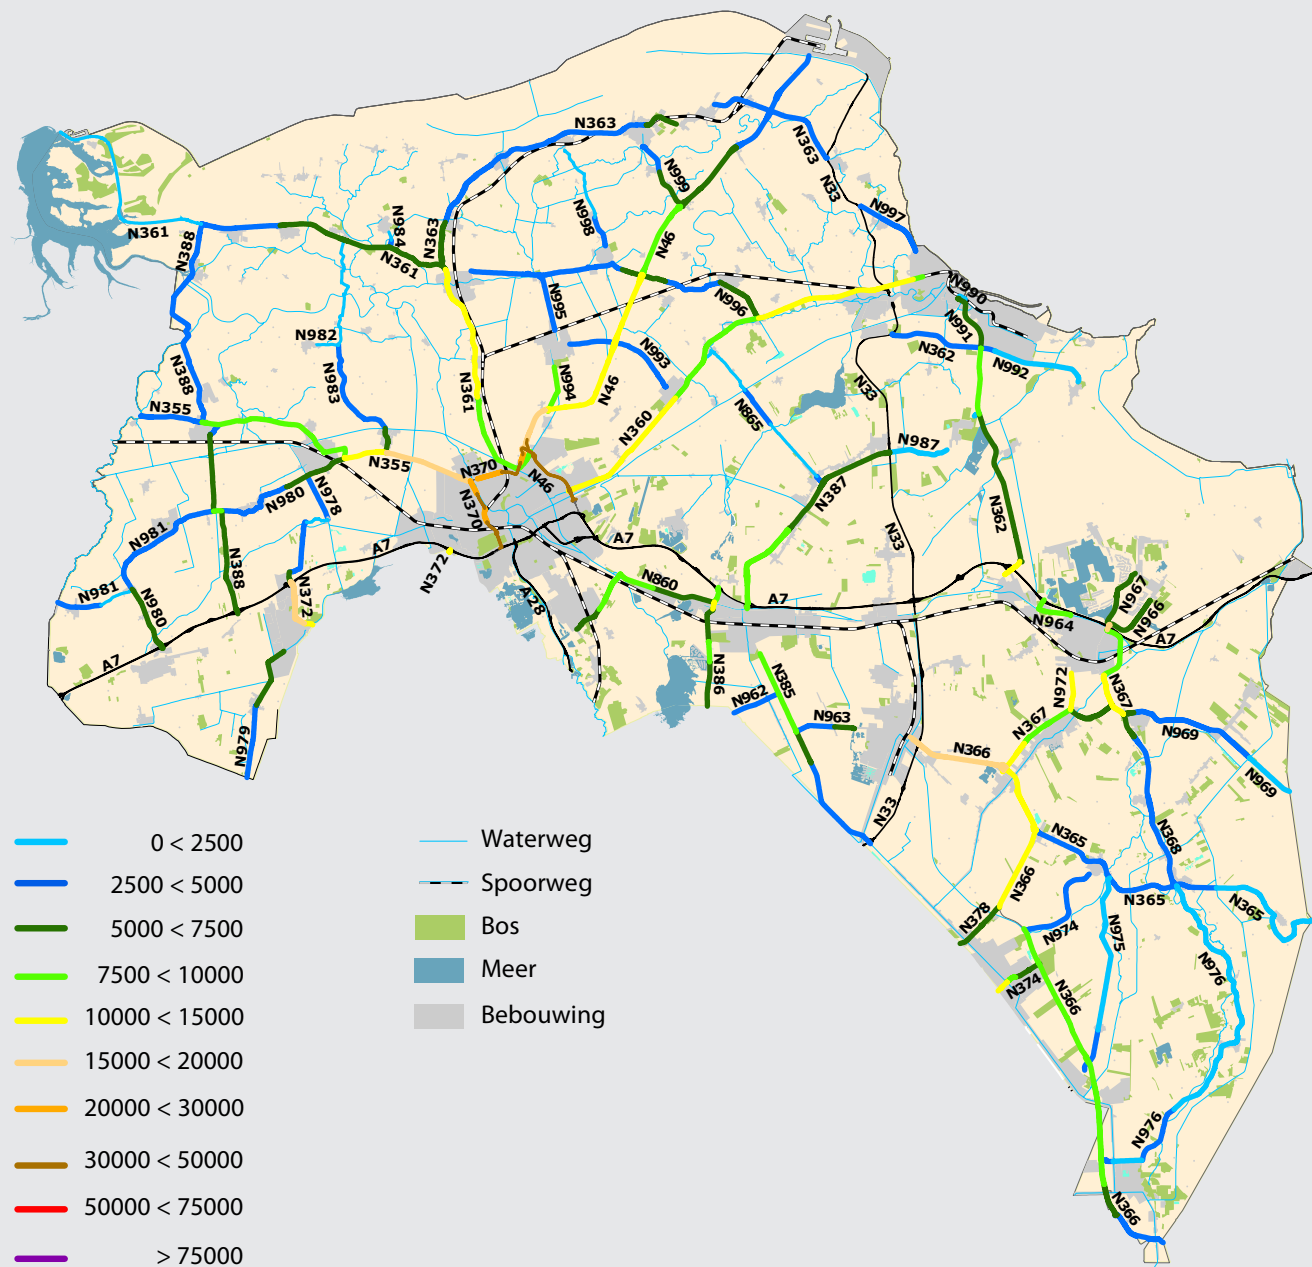 N363
N363
N33
N999
N997
N998
N361
N388
N984
N363
N361
N46
N990
N996
N995
N991
N982
N993
N362
N992
N388
N983
N361
N994
N46
N33
N355
N360
N865
N355
N370
N987
N46
N980
N978
N370
N387
N362
N981
A7
A7
N33
N388
N372
N860
N967
N981
N372
A28
A7
N966
N980
N964
A7
A7
N386
N385
N972
N367
N962
N963
N367
N979
N366
N969
N969
N33
N365
N368
N366
N365
N365
N378
N974
N975
N976
N374
N366
N976
N366
0 < 2500
2500 < 5000
5000 < 7500
7500 < 10000
10000 < 15000
15000 < 20000
20000 < 30000
30000 < 50000
50000 < 75000
> 75000
Waterweg
Spoorweg
Bos
Meer
Bebouwing